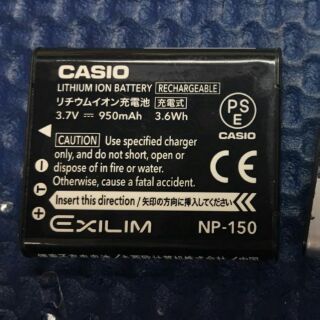 CASIO
LITHIUM ION BATTERY RECHARGEABLE
リチウムイオン充電池 充電式
3.7V ⎓ 950mAh 3.6Wh
PS
E
CASIO
Use specified charger
only, do not short, open or
dispose of in fire or water.
Otherwise cause a fatal accident.
Insert this direction/矢印の方向に挿入してください
CE
EXILIM NP-150